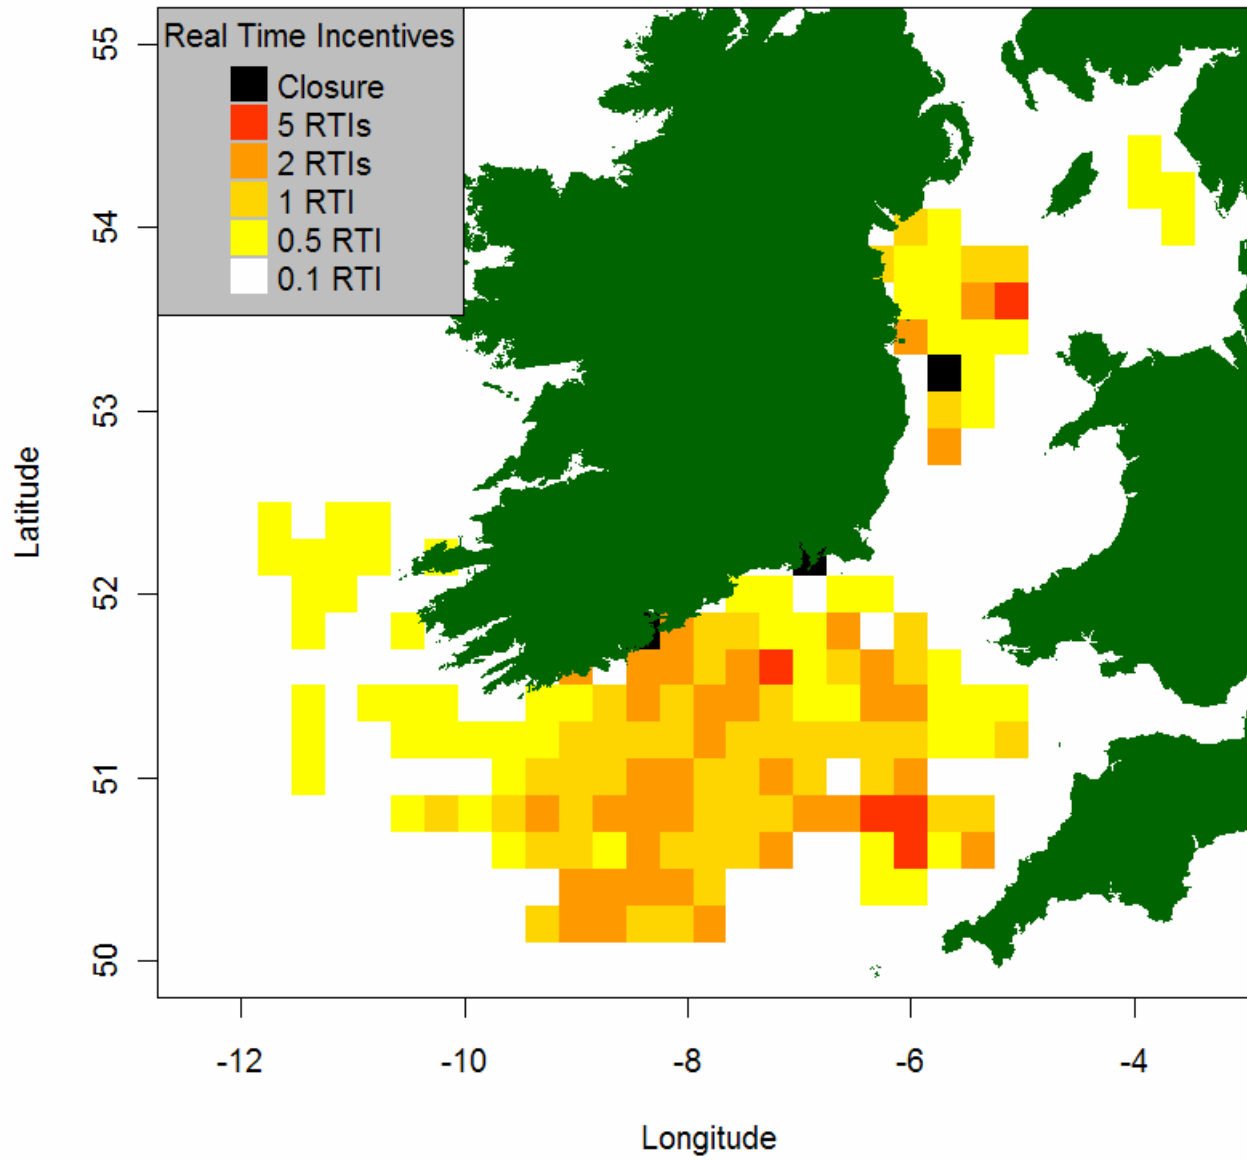 Real Time Incentives
Closure
5 RTIs
2 RTIs
1 RTI
0.5 RTI
0.1 RTI
55
54
53
52
51
50
Latitude
-12
-10
-8
-6
-4
Longitude